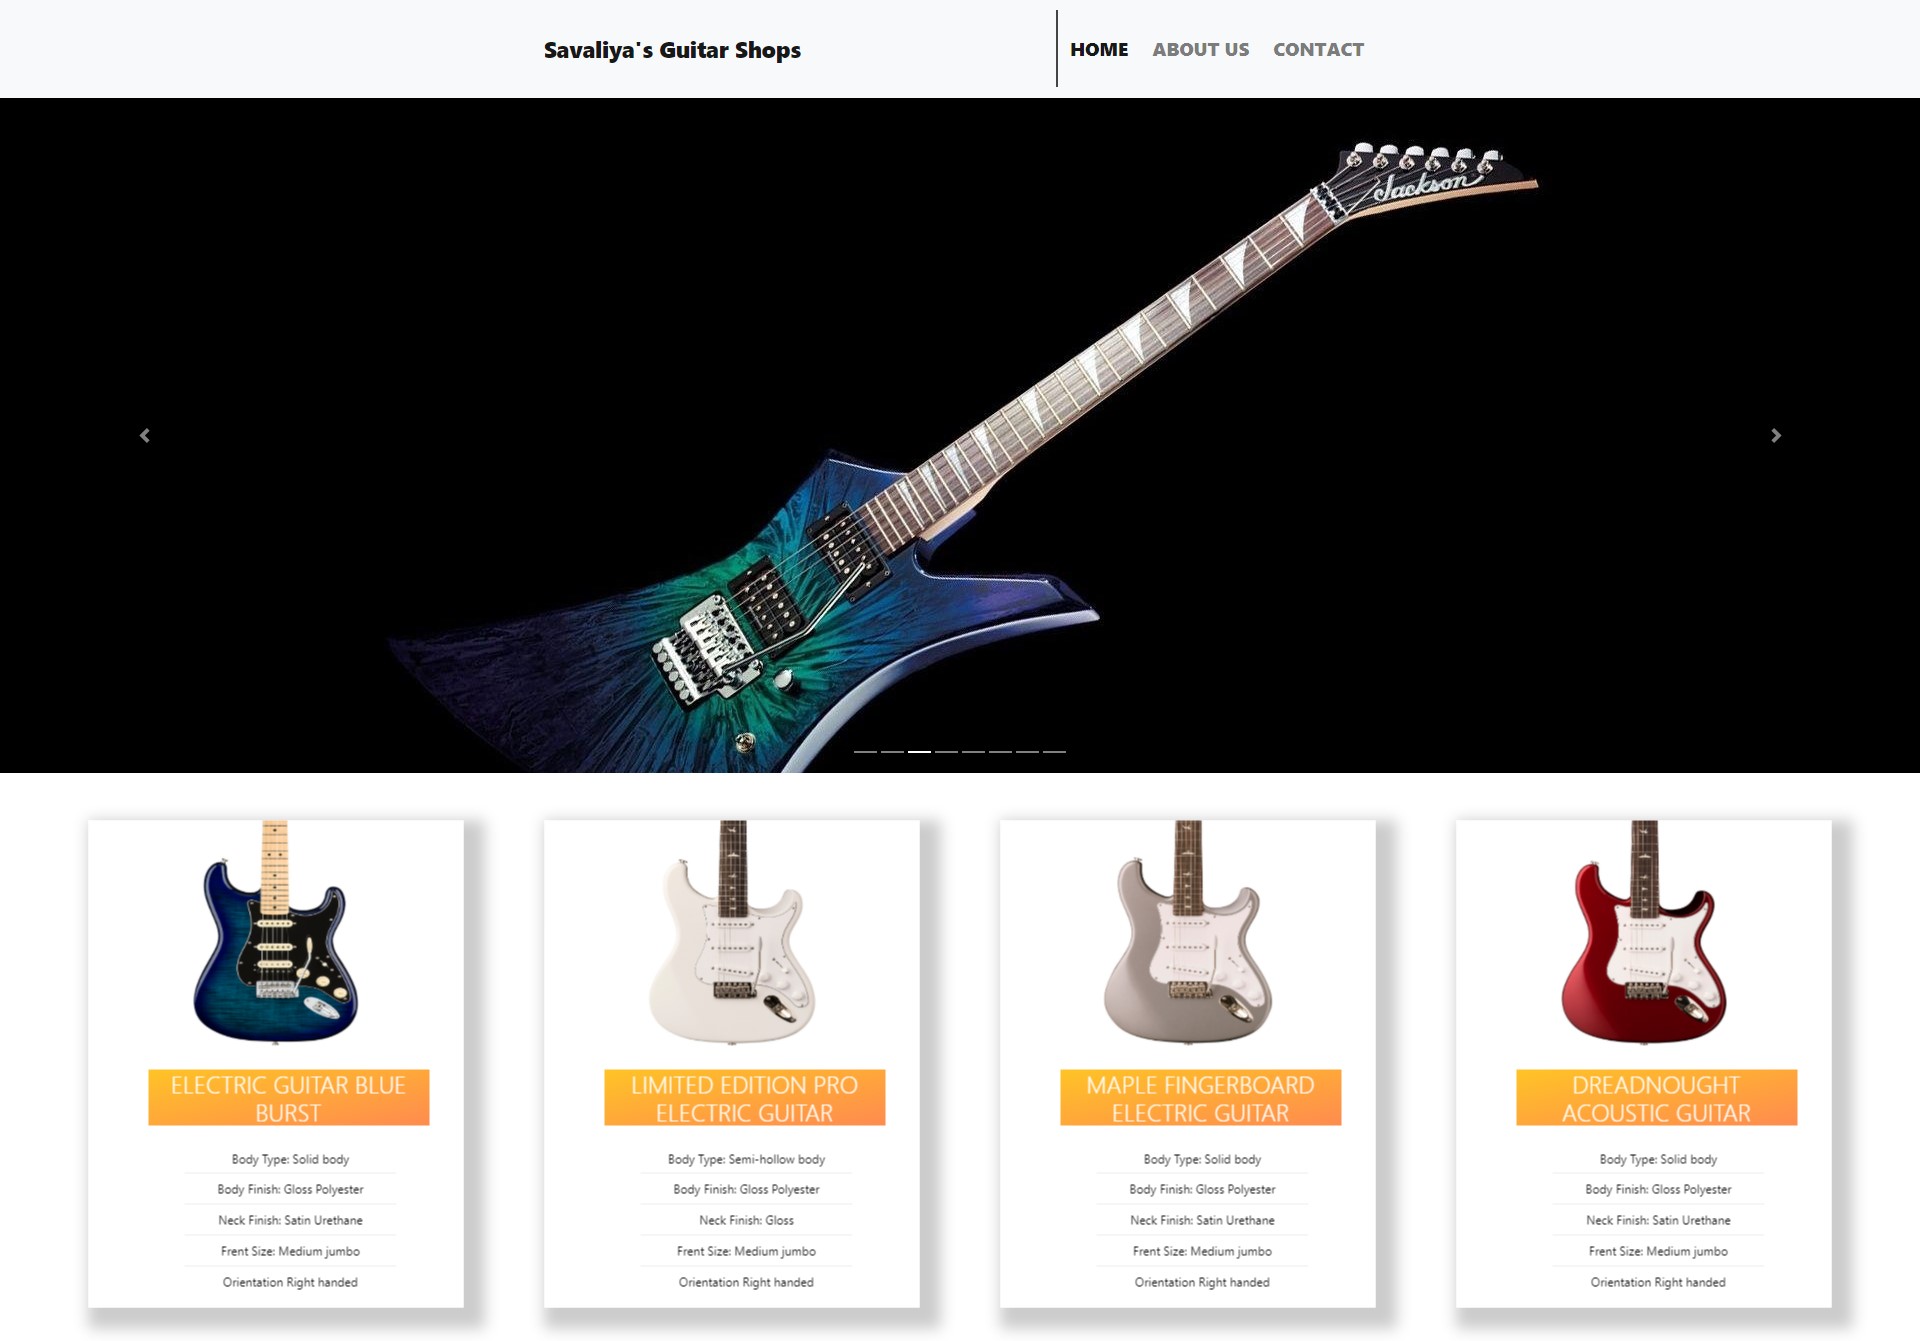 Savaliya's Guitar Shops
HOME ABOUT US CONTACT
Jackson
ELECTRIC GUITAR BLUE
BURST
Body Type: Solid body
Body Finish: Gloss Polyester
Neck Finish: Satin Urethane
Frent Size: Medium jumbo
Orientation Right handed
LIMITED EDITION PRO
ELECTRIC GUITAR
Body Type: Semi-hollow body
Body Finish: Gloss Polyester
Neck Finish: Gloss
Frent Size: Medium jumbo
Orientation Right handed
MAPLE FINGERBOARD
ELECTRIC GUITAR
Body Type: Solid body
Body Finish: Gloss Polyester
Neck Finish: Satin Urethane
Frent Size: Medium jumbo
Orientation Right handed
DREADNOUGHT
ACOUSTIC GUITAR
Body Type: Solid body
Body Finish: Gloss Polyester
Neck Finish: Satin Urethane
Frent Size: Medium jumbo
Orientation Right handed